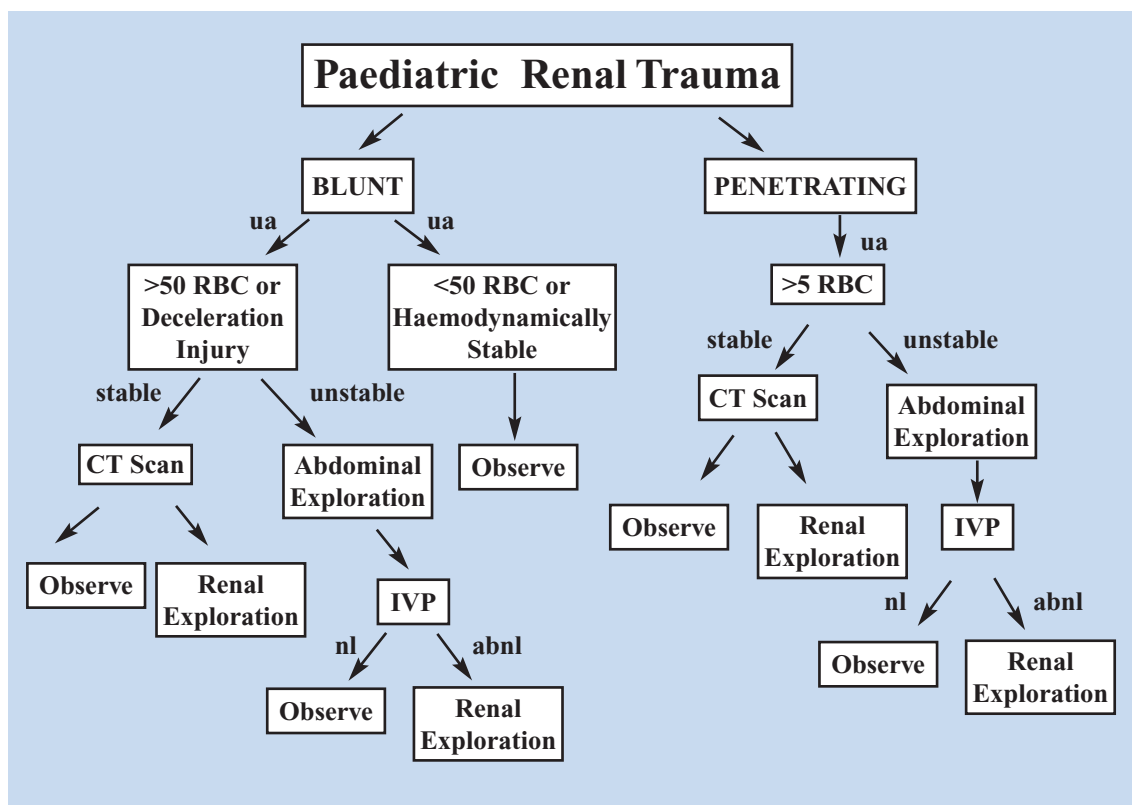 Paediatric Renal Trauma
BLUNT
PENETRATING
ua
ua
ua
>50 RBC or
Deceleration
Injury
<50 RBC or
Haemodynamically
Stable
>5 RBC
stable
unstable
stable
unstable
CT Scan
Abdominal
Exploration
Observe
CT Scan
Abdominal
Exploration
Observe
Renal
Exploration
IVP
nl
abnl
Observe
Renal
Exploration
Observe
Renal
Exploration
IVP
nl
abnl
Observe
Renal
Exploration